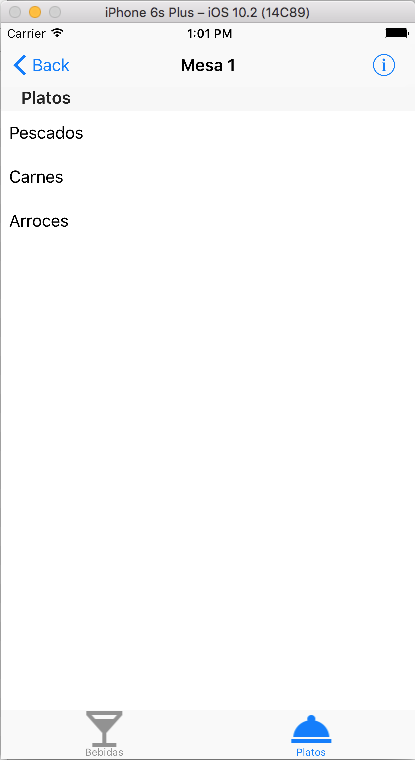 iPhone 6s Plus – iOS 10.2 (14C89)
Carrier 1:01 PM
Back Mesa 1
Platos
Pescados
Carnes
Arroces
Bebidas Platos